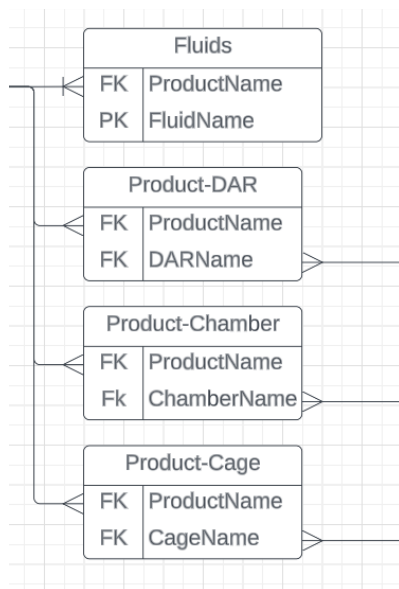 Fluids
FK ProductName
PK FluidName
Product-DAR
FK ProductName
FK DARName
Product-Chamber
FK ProductName
Fk ChamberName
Product-Cage
FK ProductName
FK CageName